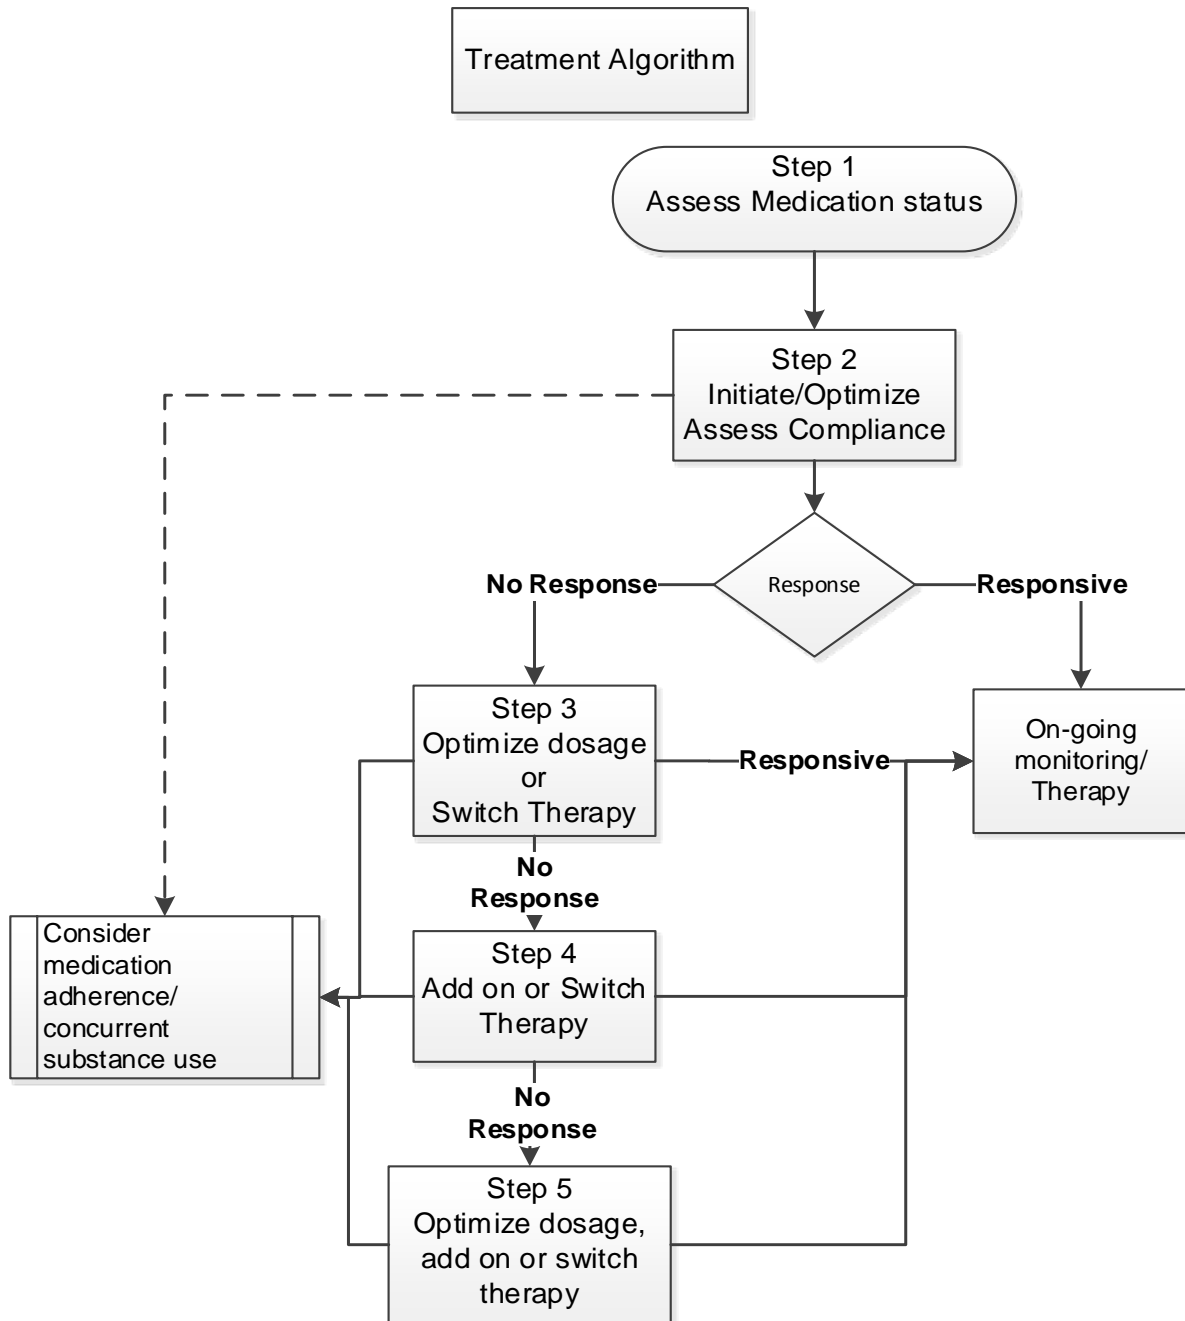 Treatment Algorithm
Step 1
Assess Medication status
Step 2
Initiate/Optimize
Assess Compliance
Response
No Response
Responsive
Step 3
Optimize dosage
or
Switch Therapy
Responsive
On-going
monitoring/
Therapy
No
Response
Consider
medication
adherence/
concurrent
substance use
Step 4
Add on or Switch
Therapy
No
Response
Step 5
Optimize dosage,
add on or switch
therapy